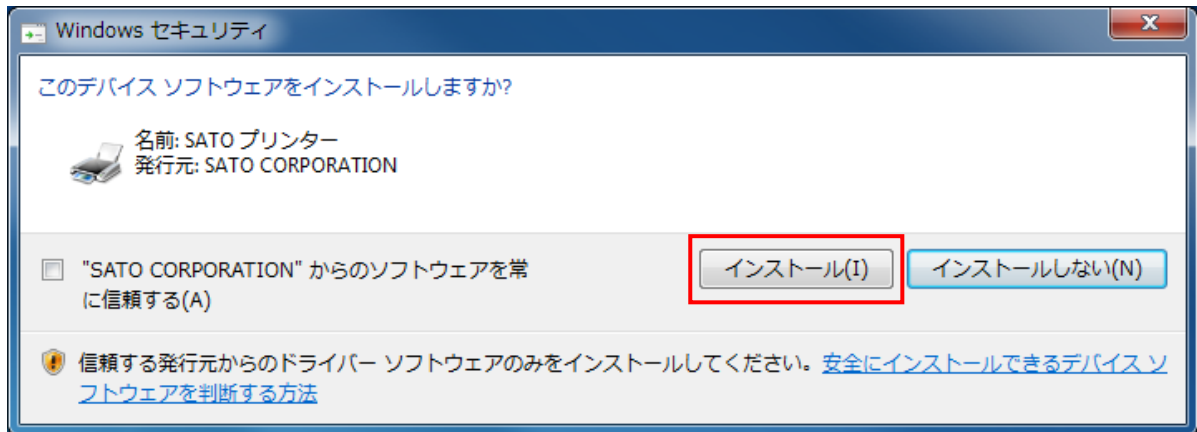 Windows セキュリティ
このデバイス ソフトウェアをインストールしますか?
名前: SATO プリンター
発行元: SATO CORPORATION
"SATO CORPORATION" からのソフトウェアを常
に信頼する(A)
インストール(I)
インストールしない(N)
信頼する発行元からのドライバー ソフトウェアのみをインストールしてください。安全にインストールできるデバイス ソ
フトウェアを判断する方法